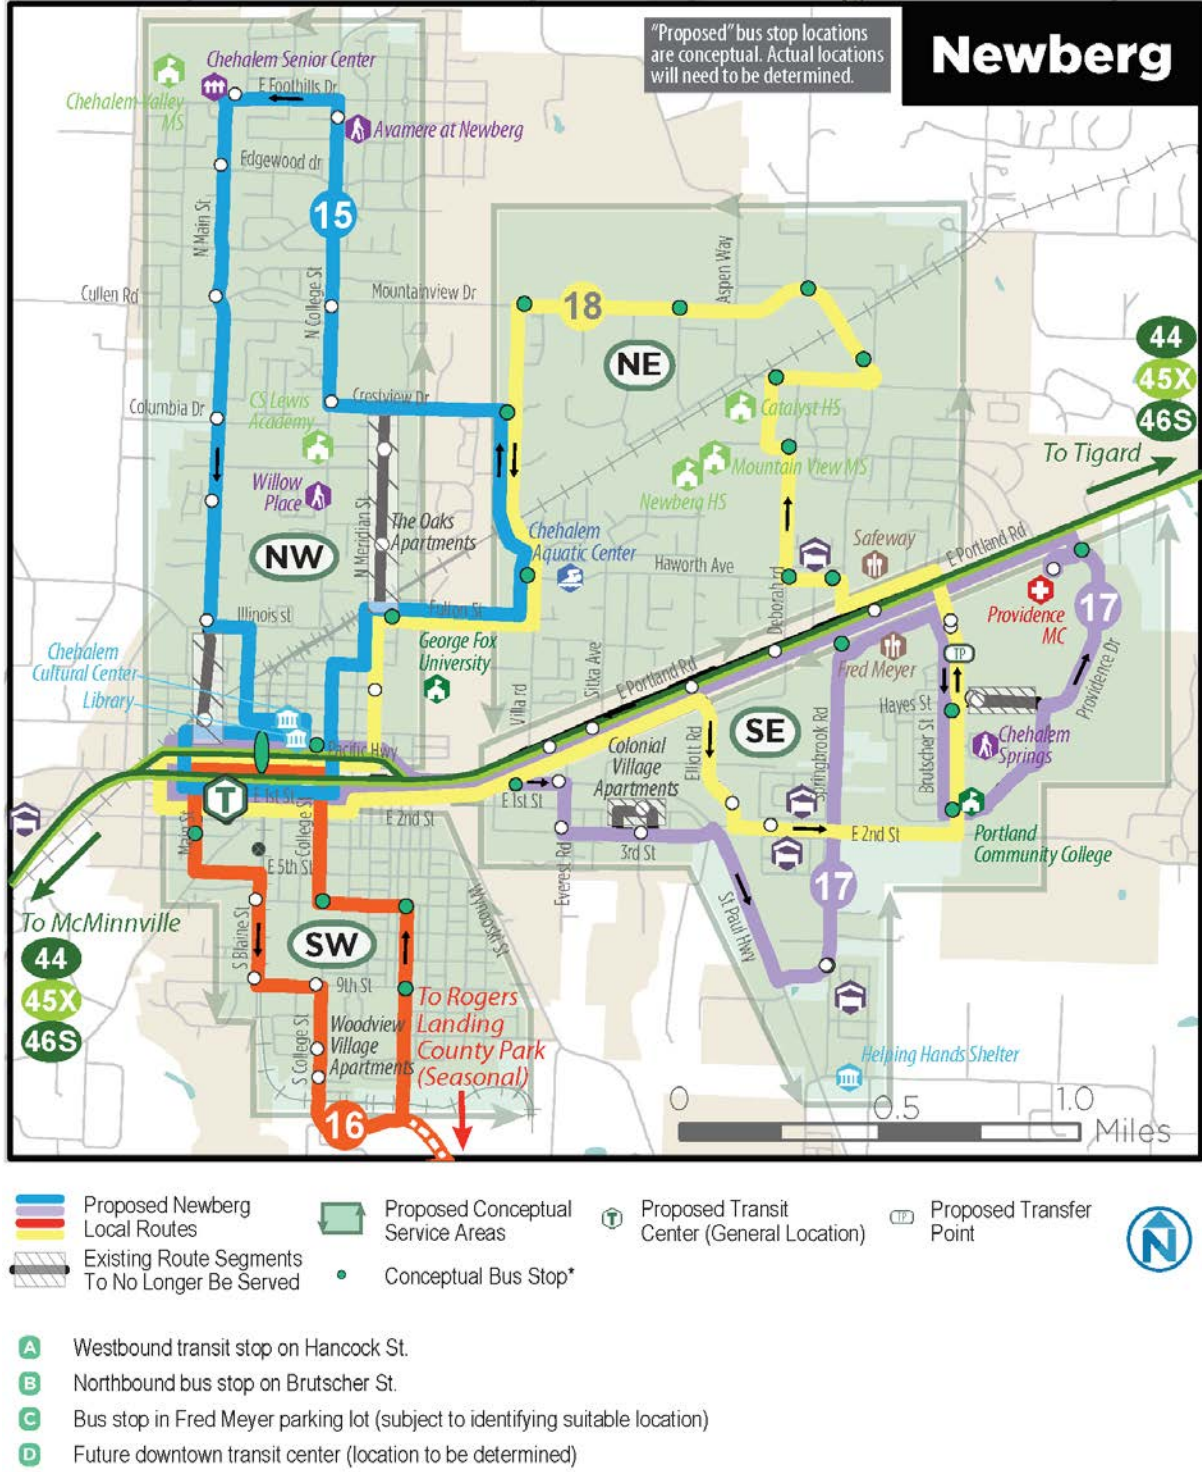 "Proposed" bus stop locations
are conceptual. Actual locations
will need to be determined.
Newberg
Chehalem Senior Center
Chehalem Valley
MS
E Foothills Dr
Avamere at Newberg
Edgewood dr
15
N Main St
N College St
Cullen Rd
Mountainview Dr
18
Aspen Way
NE
44
45X
46S
To Tigard
Columbia Dr
CS Lewis
Academy
Crestview Dr
Catalyst HS
Mountain View MS
Newberg HS
Willow
Place
N Meridian St
The Oaks
Apartments
NW
Chehalem
Aquatic Center
Haworth Ave
Safeway
E Portland Rd
Deborah rd
Providence
MC
17
Illinois st
Fulton St
George Fox
University
Chehalem
Cultural Center
Library
Villa rd
Sitka Ave
E Portland Rd
Fred Meyer
TP
Hayes St
Providence Dr
Pacific Hwy
Colonial
Village
Apartments
Elliott Rd
SE
Springbrook Rd
Brutscher St
Chehalem
Springs
T
E 1st St
E 1st St
E 2nd St
Main St
College St
E 5th St
Everest Rd
3rd St
E 2nd St
Portland
Community College
17
To McMinnville
44
45X
46S
S Blaine St
SW
Wynooski St
St Paul Hwy
9th St
S College St
Woodview
Village
Apartments
To Rogers
Landing
County Park
(Seasonal)
16
Helping Hands Shelter
0
0.5
1.0
Miles
Proposed Newberg
Local Routes
Existing Route Segments
To No Longer Be Served
Proposed Conceptual
Service Areas
Conceptual Bus Stop*
T
Proposed Transit
Center (General Location)
TP
Proposed Transfer
Point
N
A Westbound transit stop on Hancock St.
B Northbound bus stop on Brutscher St.
C Bus stop in Fred Meyer parking lot (subject to identifying suitable location)
D Future downtown transit center (location to be determined)